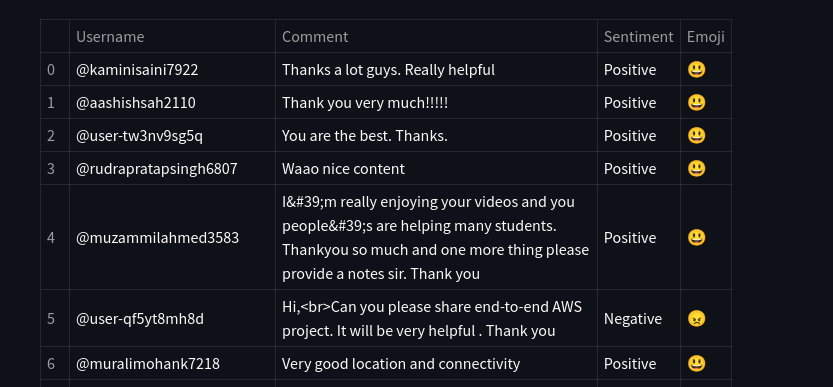 Username Comment Sentiment Emoji
0 @kaminisaini7922 Thanks a lot guys. Really helpful Positive 😃
1 @aashishsah2110 Thank you very much!!!!! Positive 😃
2 @user-tw3nv9sg5q You are the best. Thanks. Positive 😃
3 @rudrapratapsingh6807 Waao nice content Positive 😃
I&#39;m really enjoying your videos and you
people&#39;s are helping many students.
4 @muzammilahmed3583 Positive 😃
Thankyou so much and one more thing please
provide a notes sir. Thank you
Hi,<br>Can you please share end-to-end AWS
5 @user-qf5yt8mh8d Negative 😠
project. It will be very helpful . Thank you
6 @muralimohank7218 Very good location and connectivity Positive 😃